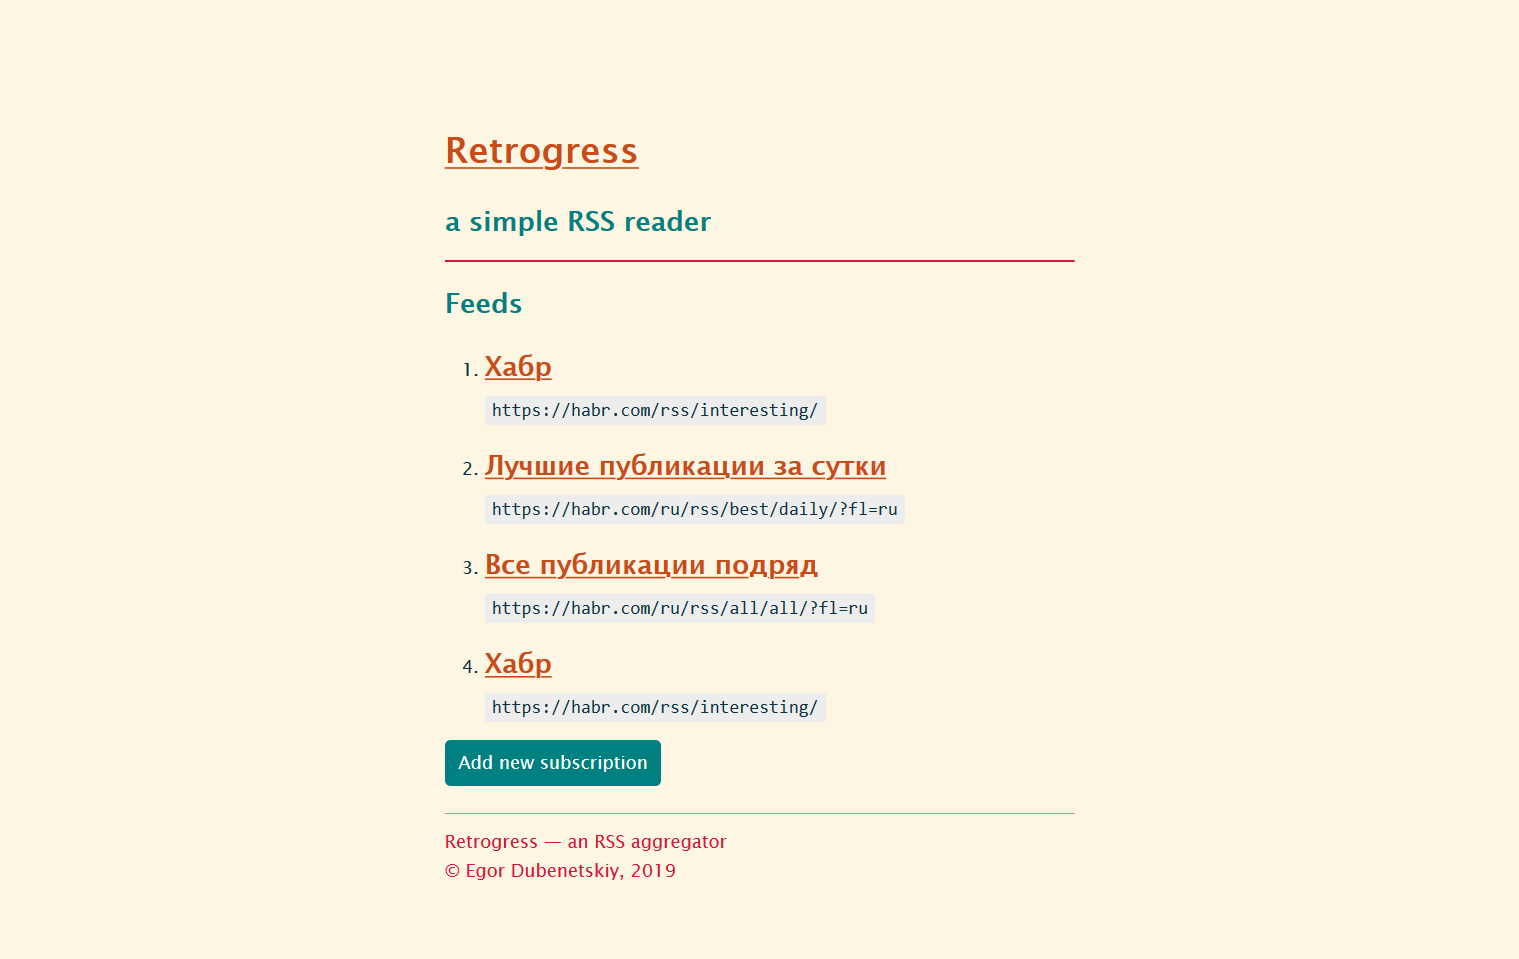 Retrogress
a simple RSS reader
Feeds
1. Хабр
https://habr.com/rss/interesting/
2. Лучшие публикации за сутки
https://habr.com/ru/rss/best/daily/?fl=ru
3. Все публикации подряд
https://habr.com/ru/rss/all/all/?fl=ru
4. Хабр
https://habr.com/rss/interesting/
Add new subscription
Retrogress — an RSS aggregator
© Egor Dubenetskiy, 2019